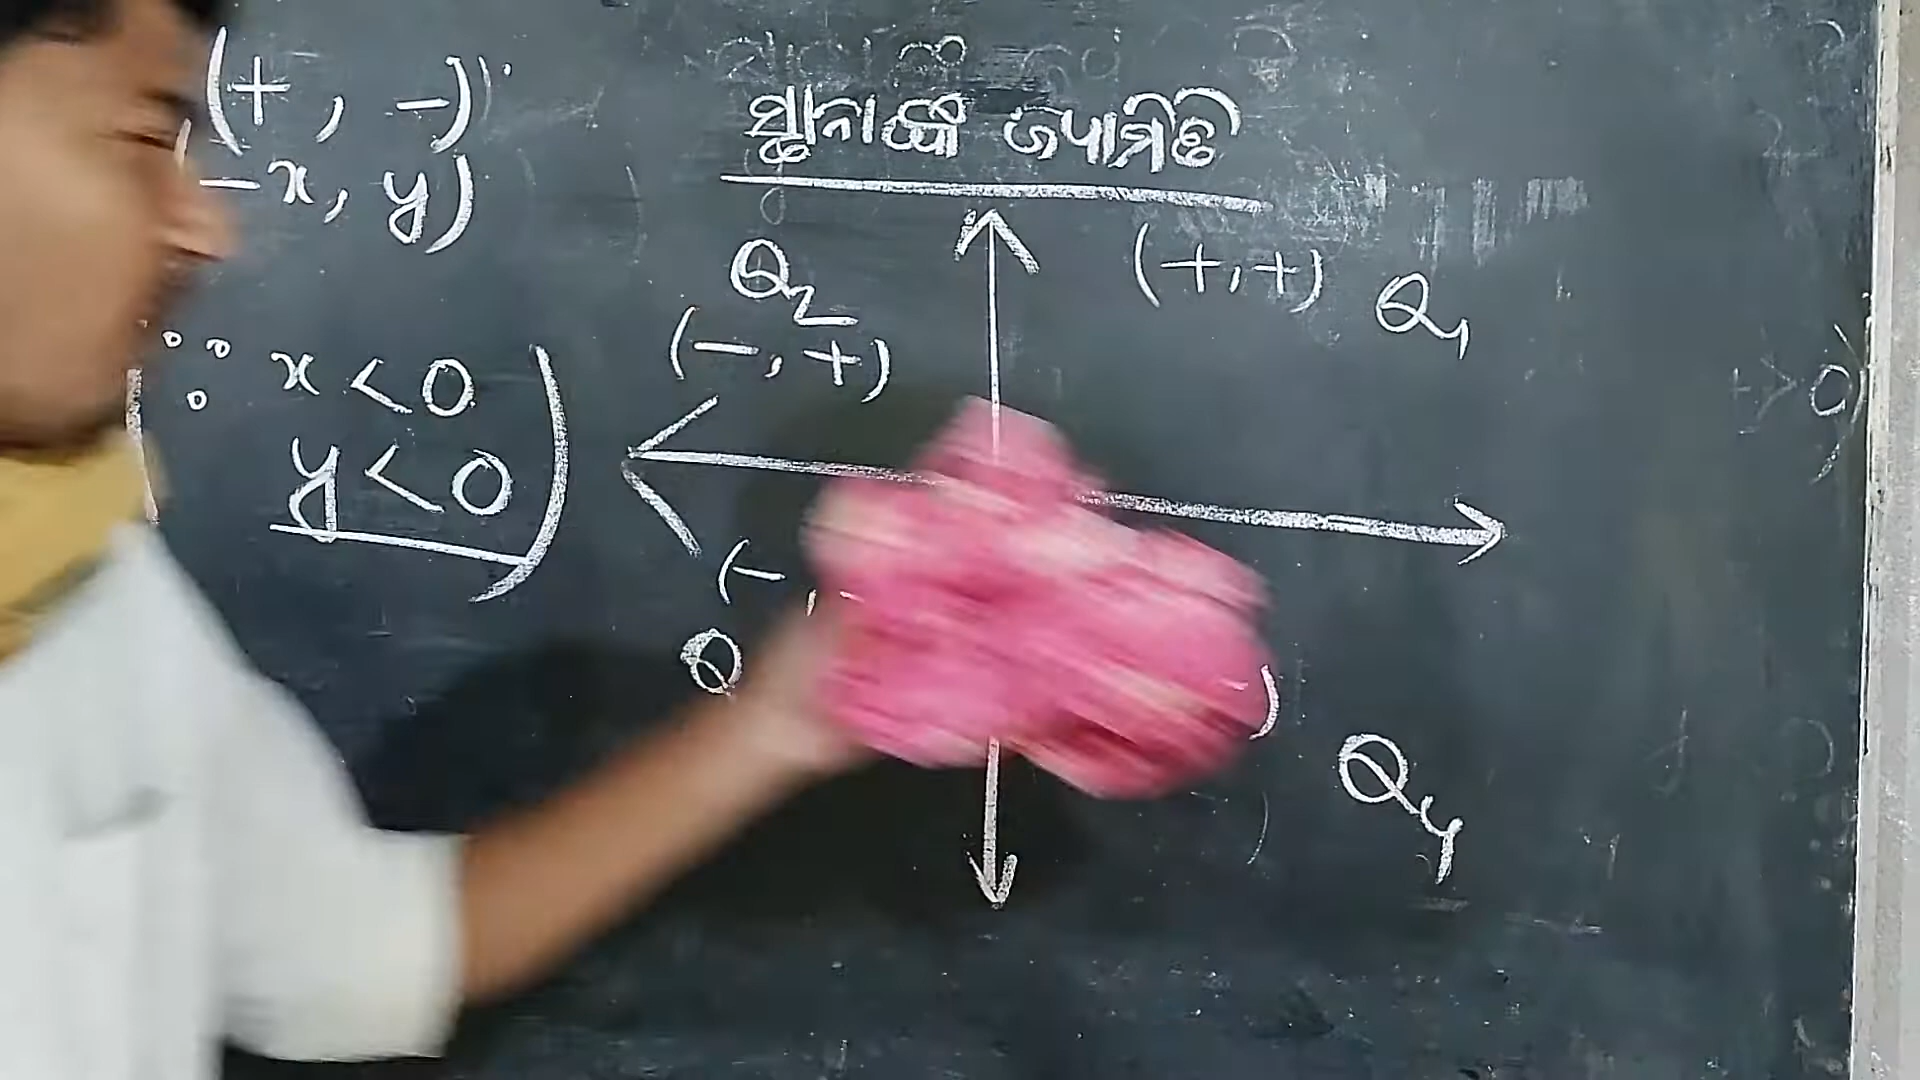 ସ୍ଥାନାଙ୍କ ଜ୍ୟାମିତି
(+, -)
-x, y)
∵ x < 0
y < 0
Q2
(-, +)
(+, +) Q1
(-
Q
Q4